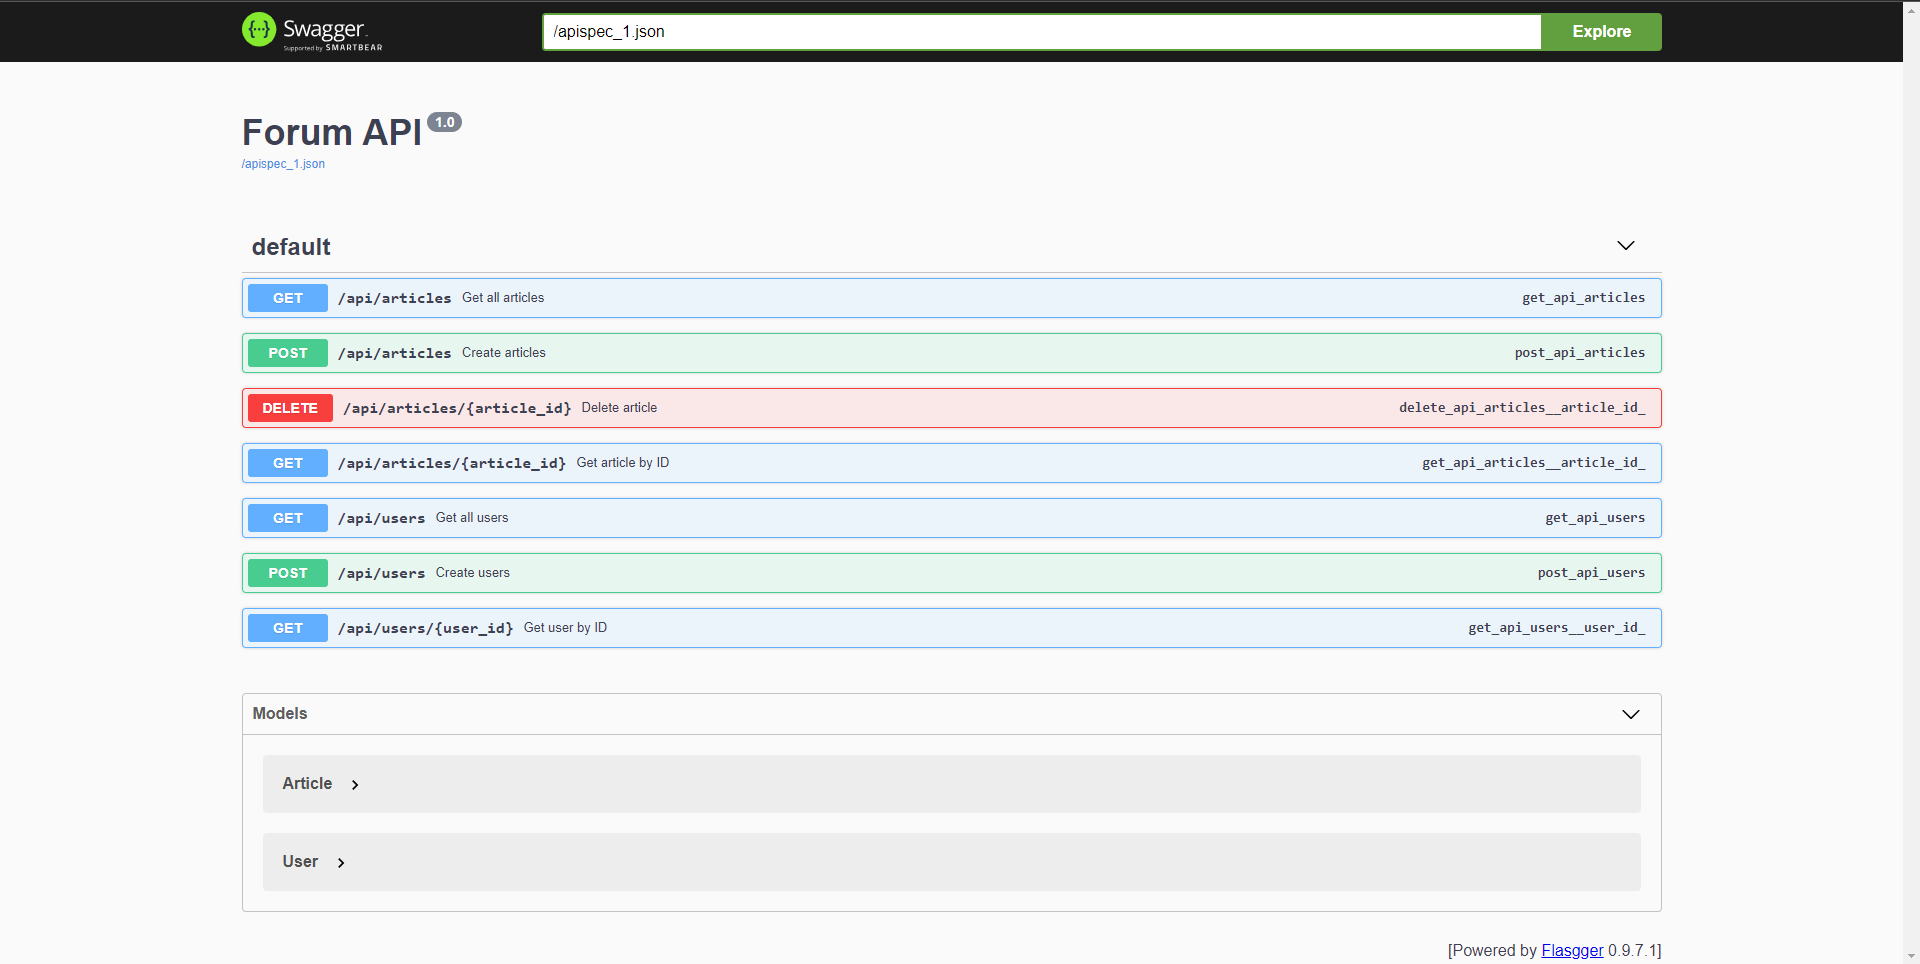 {···} Swagger
Supported by SMARTBEAR
/apispec_1.json
Explore
Forum API 1.0
/apispec_1.json
default
GET /api/articles Get all articles get_api_articles
POST /api/articles Create articles post_api_articles
DELETE /api/articles/{article_id} Delete article delete_api_articles__article_id_
GET /api/articles/{article_id} Get article by ID get_api_articles__article_id_
GET /api/users Get all users get_api_users
POST /api/users Create users post_api_users
GET /api/users/{user_id} Get user by ID get_api_users__user_id_
Models
Article
User
[Powered by Flasgger 0.9.7.1]